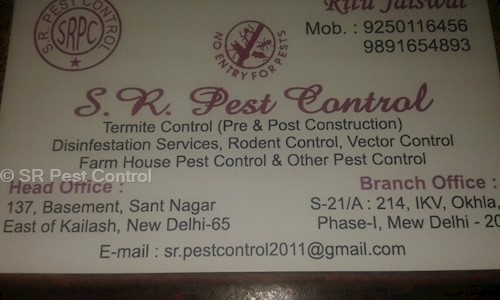 Ritu Jaiswal
S.R. PEST CONTROL
SRPC
Mob. : 9250116456
9891654893
NO ENTRY FOR PESTS
S.R. Pest Control
Termite Control (Pre & Post Construction)
Disinfestation Services, Rodent Control, Vector Control
Farm House Pest Control & Other Pest Control
© SR Pest Control
Head Office :
137, Basement, Sant Nagar
East of Kailash, New Delhi-65
Branch Office :
S-21/A : 214, IKV, Okhla,
Phase-I, Mew Delhi - 20
E-mail : sr.pestcontrol2011@gmail.com